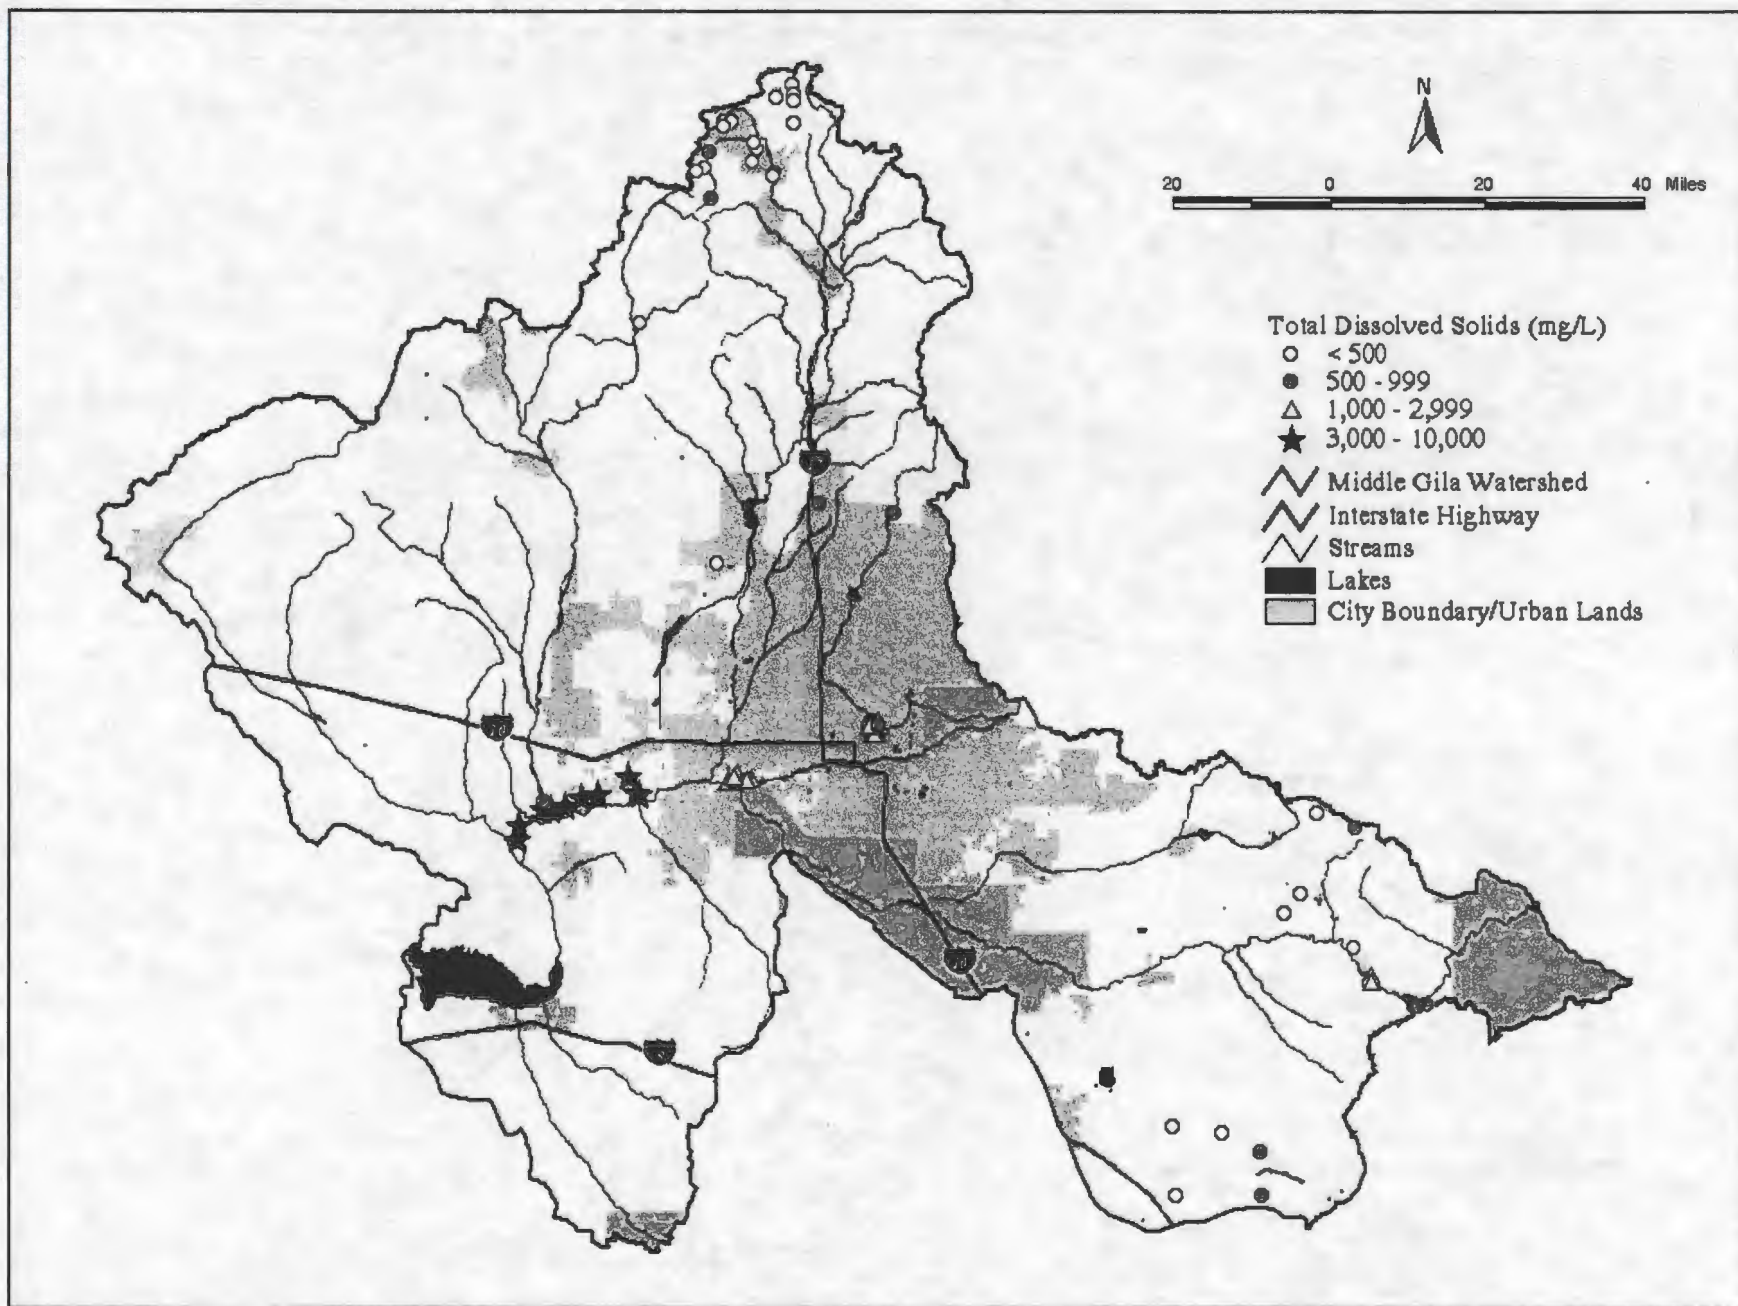 N
20 0 20 40 Miles
Total Dissolved Solids (mg/L)
< 500
500 - 999
1,000 - 2,999
3,000 - 10,000
Middle Gila Watershed
Interstate Highway
Streams
Lakes
City Boundary/Urban Lands